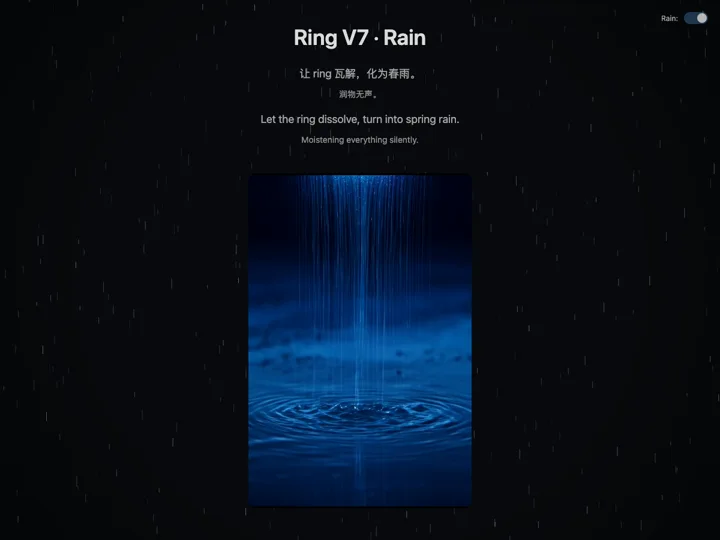 Rain:
Ring V7 · Rain
让 ring 瓦解，化为春雨。
润物无声。
Let the ring dissolve, turn into spring rain.
Moistening everything silently.